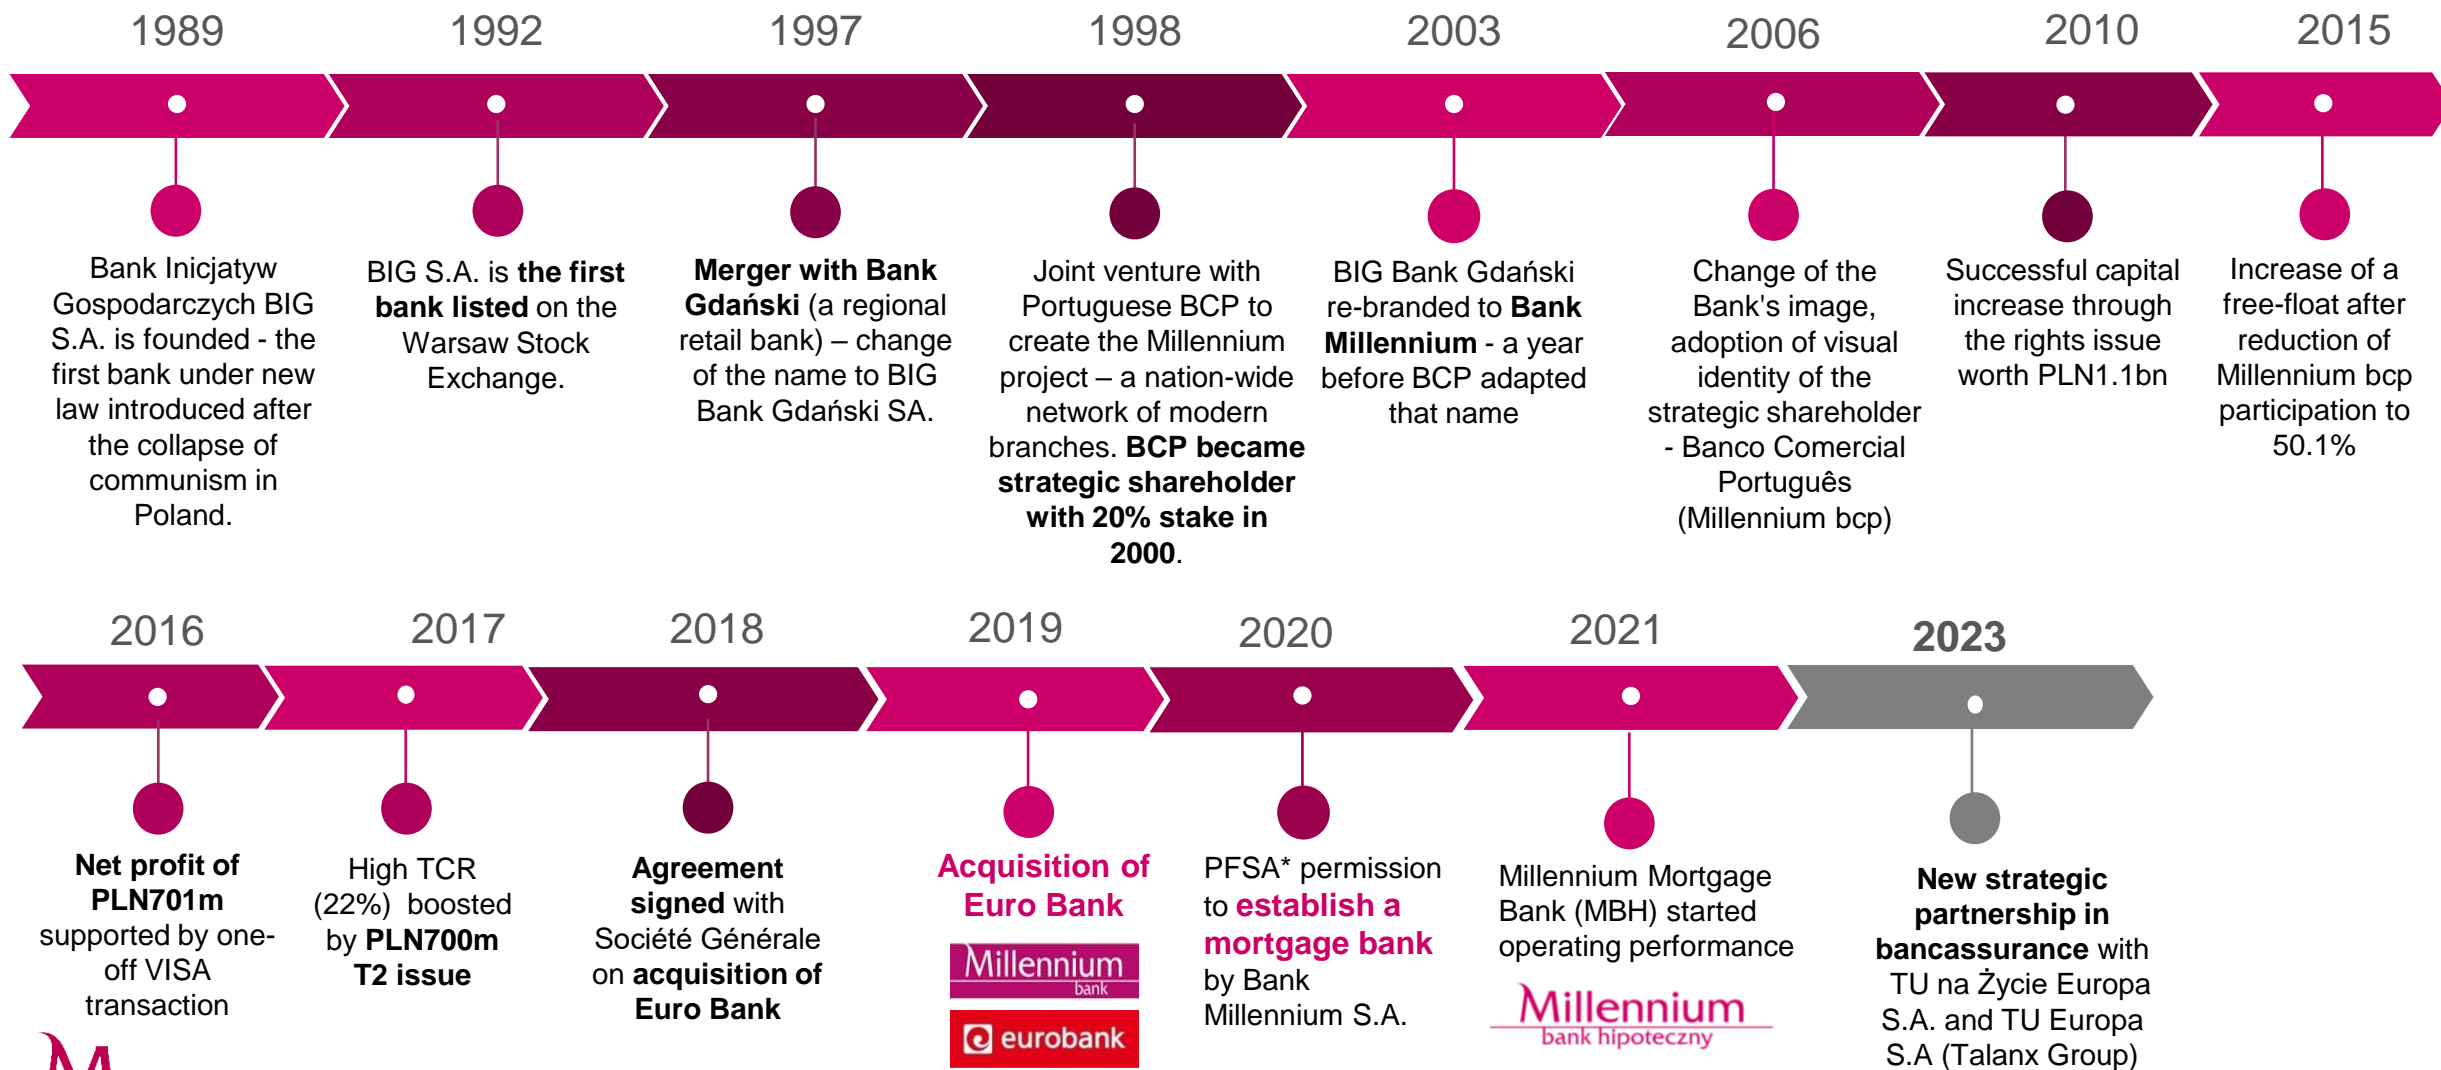 1989
Bank Inicjatyw
Gospodarczych BIG
S.A. is founded - the
first bank under new
law introduced after
the collapse of
communism in
Poland.
1992
BIG S.A. is the first
bank listed on the
Warsaw Stock
Exchange.
1997
Merger with Bank
Gdański (a regional
retail bank) – change
of the name to BIG
Bank Gdański SA.
1998
Joint venture with
Portuguese BCP to
create the Millennium
project – a nation-wide
network of modern
branches. BCP became
strategic shareholder
with 20% stake in
2000.
2003
BIG Bank Gdański
re-branded to Bank
Millennium - a year
before BCP adapted
that name
2006
Change of the
Bank's image,
adoption of visual
identity of the
strategic shareholder
- Banco Comercial
Português
(Millennium bcp)
2010
Successful capital
increase through
the rights issue
worth PLN1.1bn
2015
Increase of a
free-float after
reduction of
Millennium bcp
participation to
50.1%
2016
Net profit of
PLN701m
supported by one-
off VISA
transaction
2017
High TCR
(22%) boosted
by PLN700m
T2 issue
2018
Agreement
signed with
Société Générale
on acquisition of
Euro Bank
2019
Acquisition of
Euro Bank
Millennium
bank
e eurobank
2020
PFSA* permission
to establish a
mortgage bank
by Bank
Millennium S.A.
2021
Millennium Mortgage
Bank (MBH) started
operating performance
Millennium
bank hipoteczny
2023
New strategic
partnership in
bancassurance with
TU na Życie Europa
S.A. and TU Europa
S.A (Talanx Group)
M